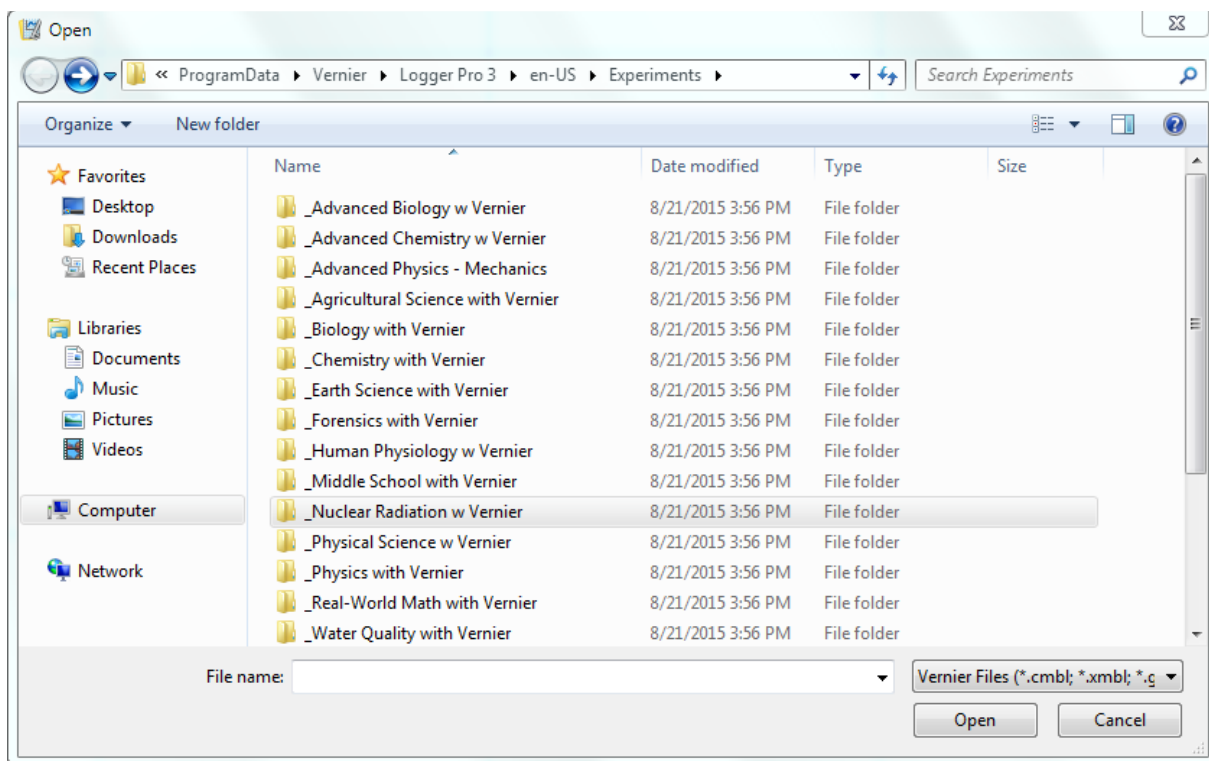 Open
« ProgramData ▸ Vernier ▸ Logger Pro 3 ▸ en-US ▸ Experiments ▸
Search Experiments
Organize ▾ New folder
Favorites
Desktop
Downloads
Recent Places
Libraries
Documents
Music
Pictures
Videos
Computer
Network
Name Date modified Type Size
_Advanced Biology w Vernier 8/21/2015 3:56 PM File folder
_Advanced Chemistry w Vernier 8/21/2015 3:56 PM File folder
_Advanced Physics - Mechanics 8/21/2015 3:56 PM File folder
_Agricultural Science with Vernier 8/21/2015 3:56 PM File folder
_Biology with Vernier 8/21/2015 3:56 PM File folder
_Chemistry with Vernier 8/21/2015 3:56 PM File folder
_Earth Science with Vernier 8/21/2015 3:56 PM File folder
_Forensics with Vernier 8/21/2015 3:56 PM File folder
_Human Physiology w Vernier 8/21/2015 3:56 PM File folder
_Middle School with Vernier 8/21/2015 3:56 PM File folder
_Nuclear Radiation w Vernier 8/21/2015 3:56 PM File folder
_Physical Science w Vernier 8/21/2015 3:56 PM File folder
_Physics with Vernier 8/21/2015 3:56 PM File folder
_Real-World Math with Vernier 8/21/2015 3:56 PM File folder
_Water Quality with Vernier 8/21/2015 3:56 PM File folder
File name:
Vernier Files (*.cmbl; *.xmbl; *.g
Open Cancel